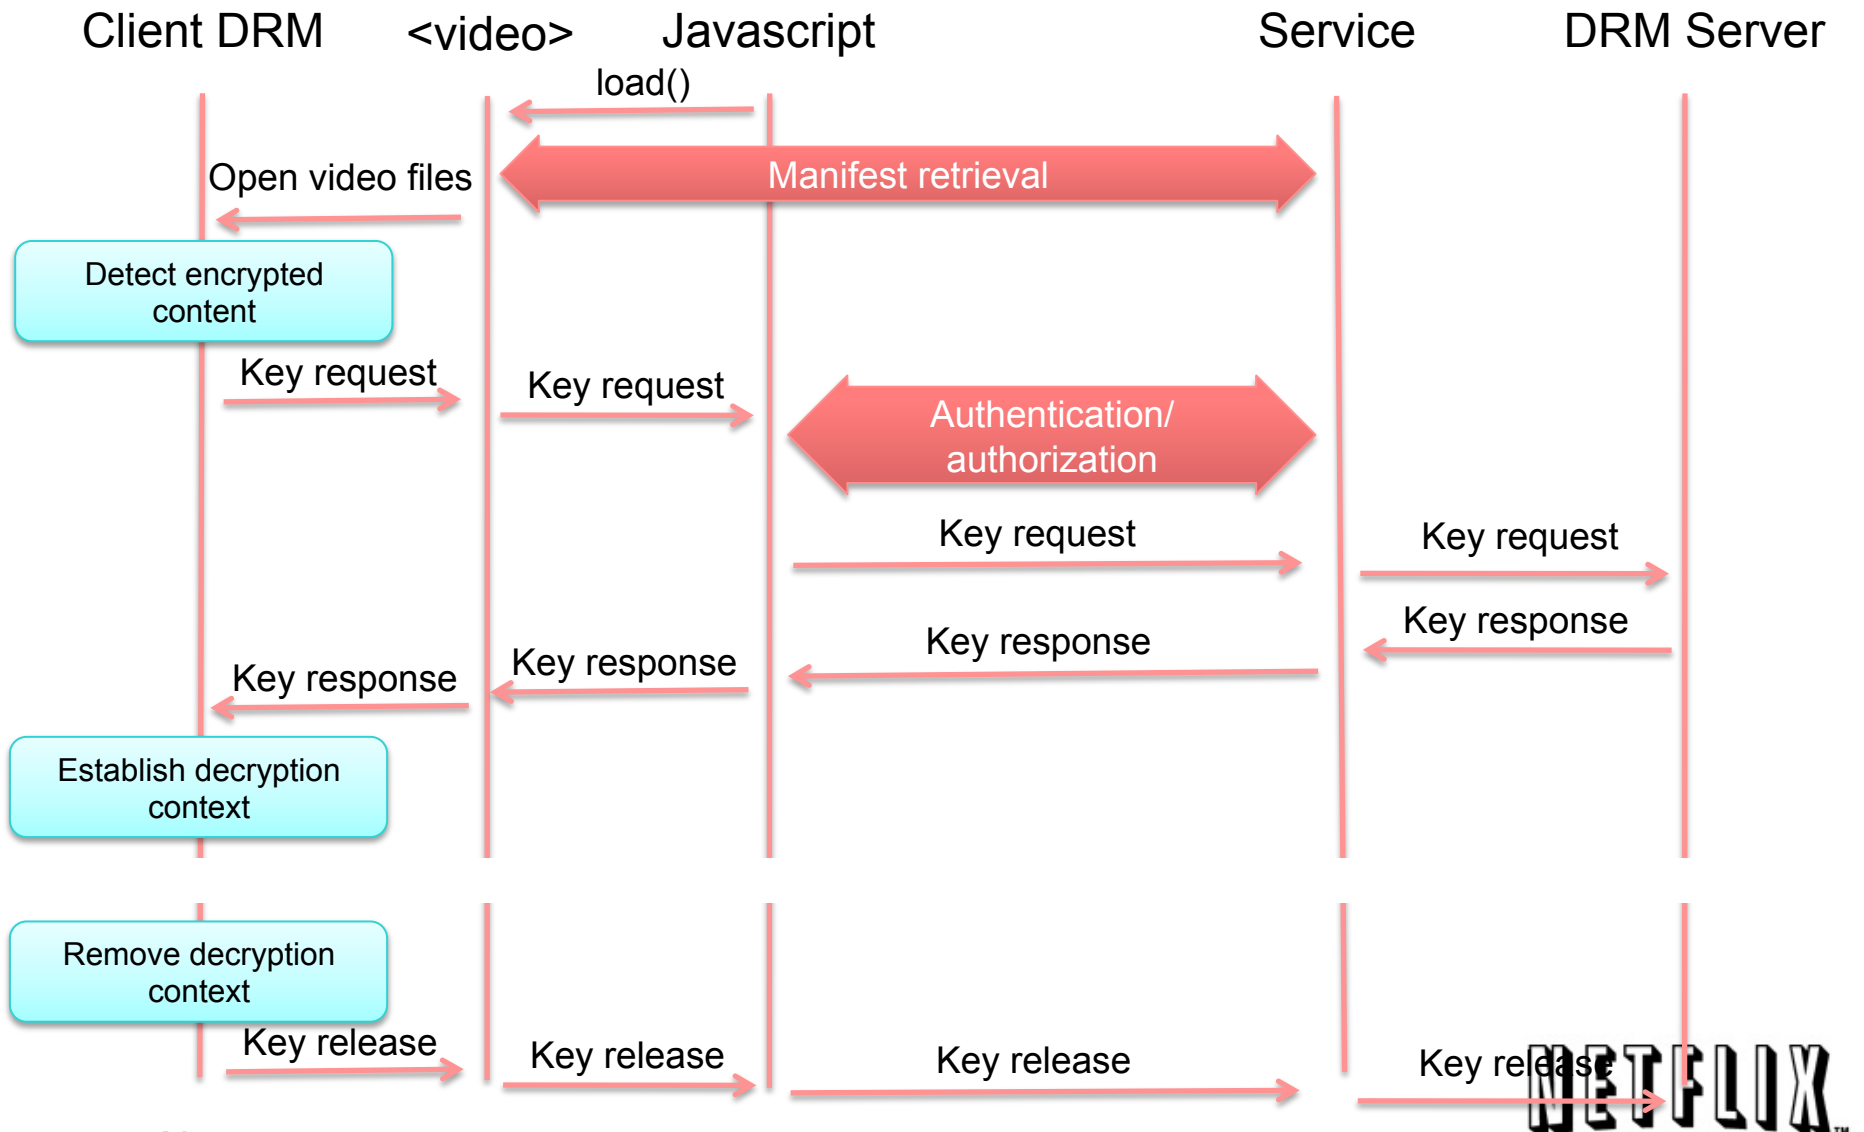 Client DRM
<video>
Javascript
Service
DRM Server
load()
Manifest retrieval
Open video files
Detect encrypted
content
Key request
Key request
Authentication/
authorization
Key request
Key request
Key response
Key response
Key response
Key response
Establish decryption
context
Remove decryption
context
Key release
Key release
Key release
Key release
NETFLIX